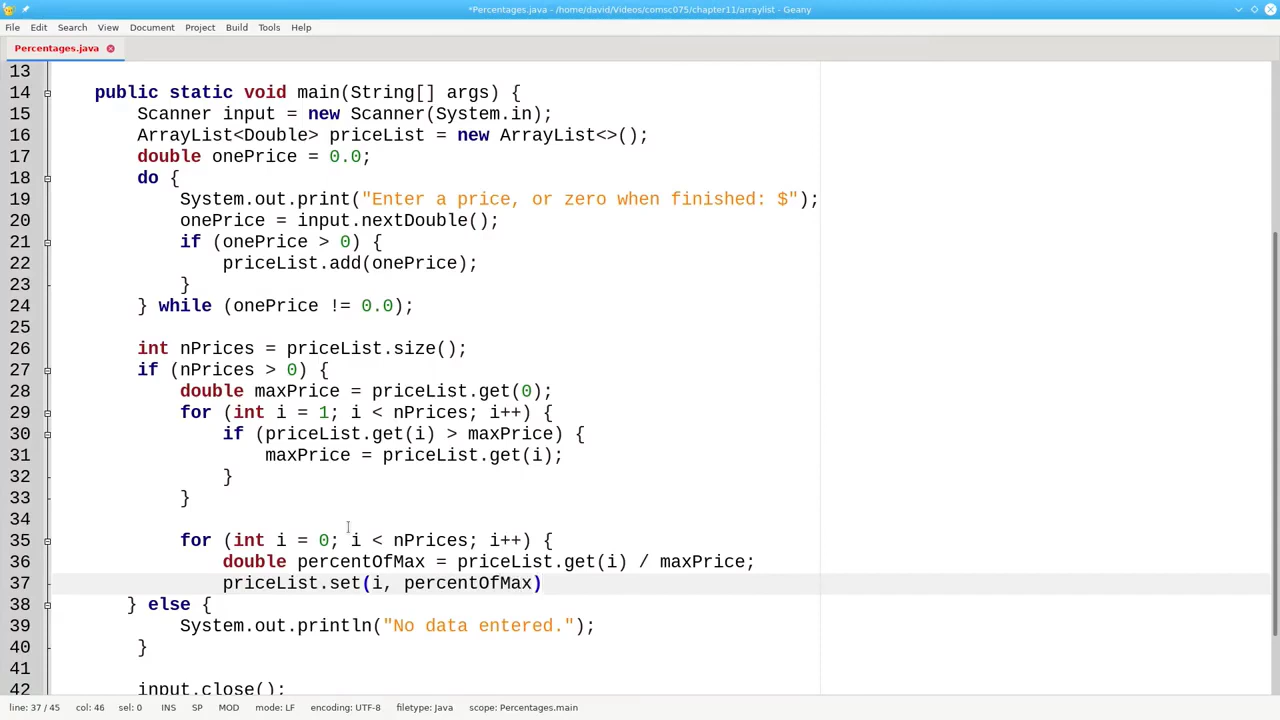 *Percentages.java - /home/david/Videos/comsc075/chapter11/arraylist - Geany
File Edit Search View Document Project Build Tools Help
Percentages.java
13
14 public static void main(String[] args) {
15 Scanner input = new Scanner(System.in);
16 ArrayList<Double> priceList = new ArrayList<>();
17 double onePrice = 0.0;
18 do {
19 System.out.print("Enter a price, or zero when finished: $");
20 onePrice = input.nextDouble();
21 if (onePrice > 0) {
22 priceList.add(onePrice);
23 }
24 } while (onePrice != 0.0);
25
26 int nPrices = priceList.size();
27 if (nPrices > 0) {
28 double maxPrice = priceList.get(0);
29 for (int i = 1; i < nPrices; i++) {
30 if (priceList.get(i) > maxPrice) {
31 maxPrice = priceList.get(i);
32 }
33 }
34
35 for (int i = 0; i < nPrices; i++) {
36 double percentOfMax = priceList.get(i) / maxPrice;
37 priceList.set(i, percentOfMax)
38 } else {
39 System.out.println("No data entered.");
40 }
41
42 input.close();
line: 37 / 45 col: 46 sel: 0 INS SP MOD mode: LF encoding: UTF-8 filetype: Java scope: Percentages.main